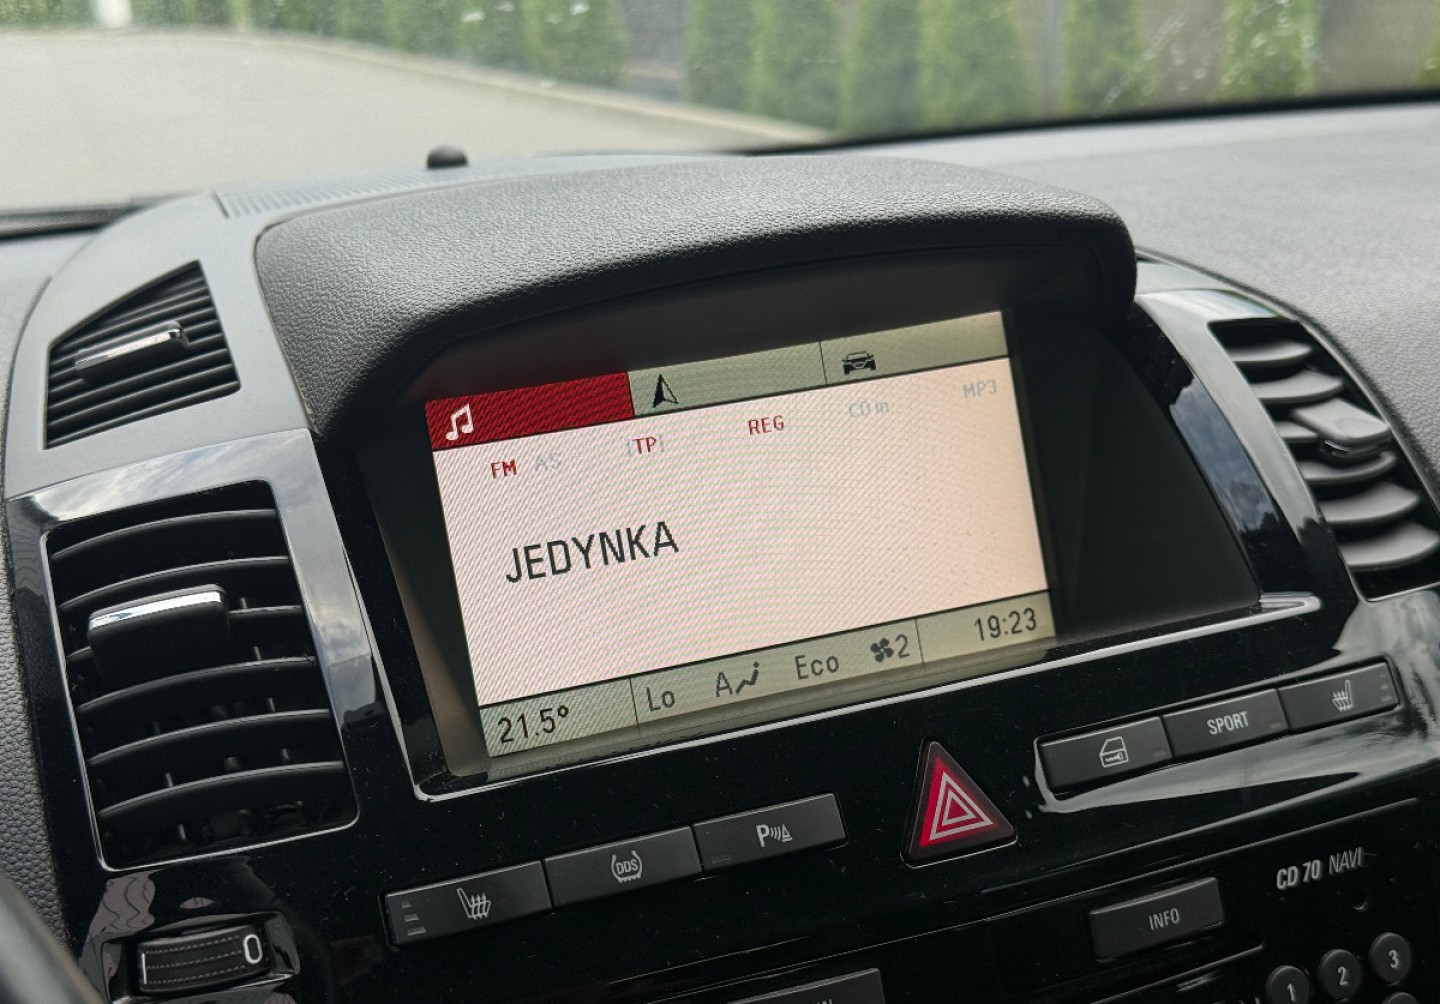 FM AS [TP] REG CD in MP3
JEDYNKA
21.5° Lo A Eco 2 19:23
SPORT
DDS
P
CD 70 NAVI
INFO
0
1 2 3